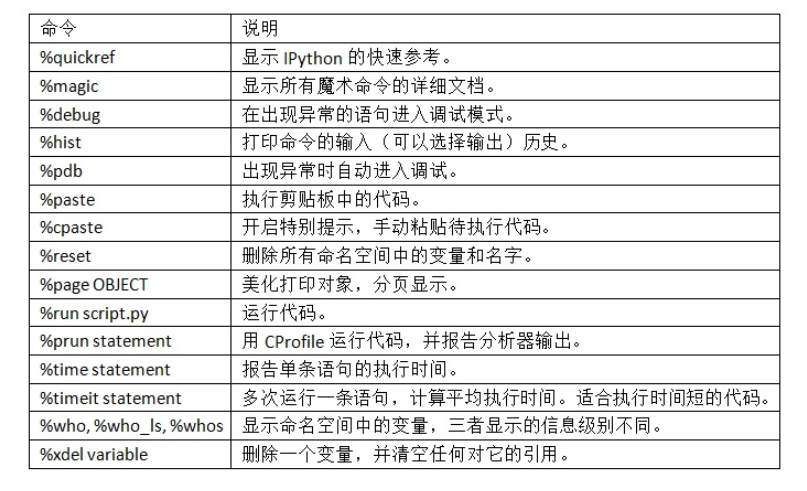 命令 说明
%quickref 显示 IPython 的快速参考。
%magic 显示所有魔术命令的详细文档。
%debug 在出现异常的语句进入调试模式。
%hist 打印命令的输入（可以选择输出）历史。
%pdb 出现异常时自动进入调试。
%paste 执行剪贴板中的代码。
%cpaste 开启特别提示，手动粘贴待执行代码。
%reset 删除所有命名空间中的变量和名字。
%page OBJECT 美化打印对象，分页显示。
%run script.py 运行代码。
%prun statement 用 CProfile 运行代码，并报告分析器输出。
%time statement 报告单条语句的执行时间。
%timeit statement 多次运行一条语句，计算平均执行时间。适合执行时间短的代码。
%who, %who_ls, %whos 显示命名空间中的变量，三者显示的信息级别不同。
%xdel variable 删除一个变量，并清空任何对它的引用。